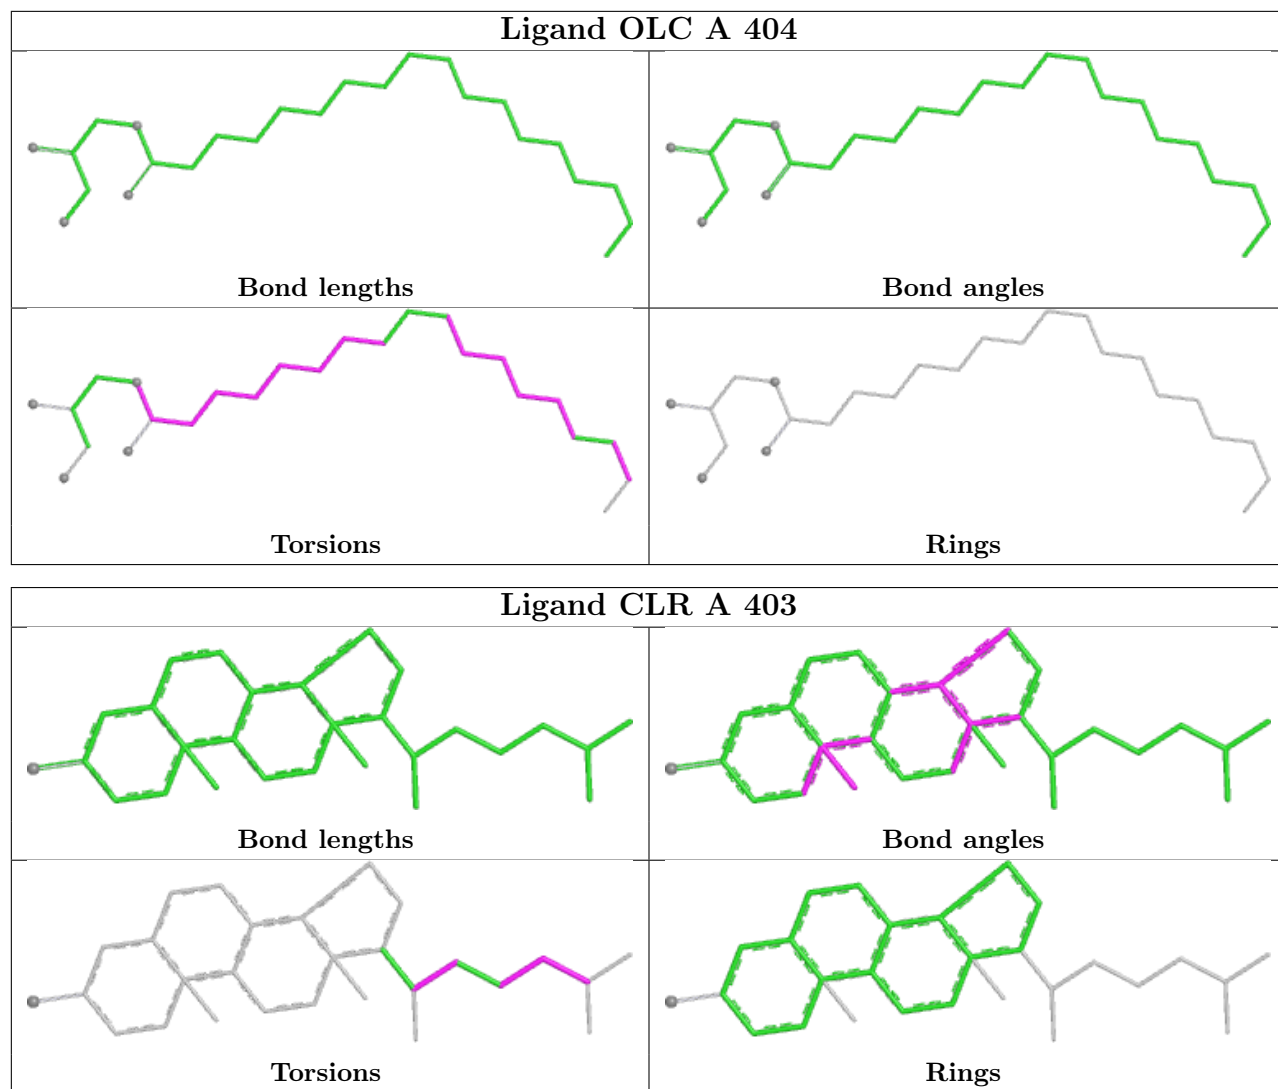 Ligand OLC A 404
Bond lengths
Bond angles
Torsions
Rings
Ligand CLR A 403
Bond lengths
Bond angles
Torsions
Rings